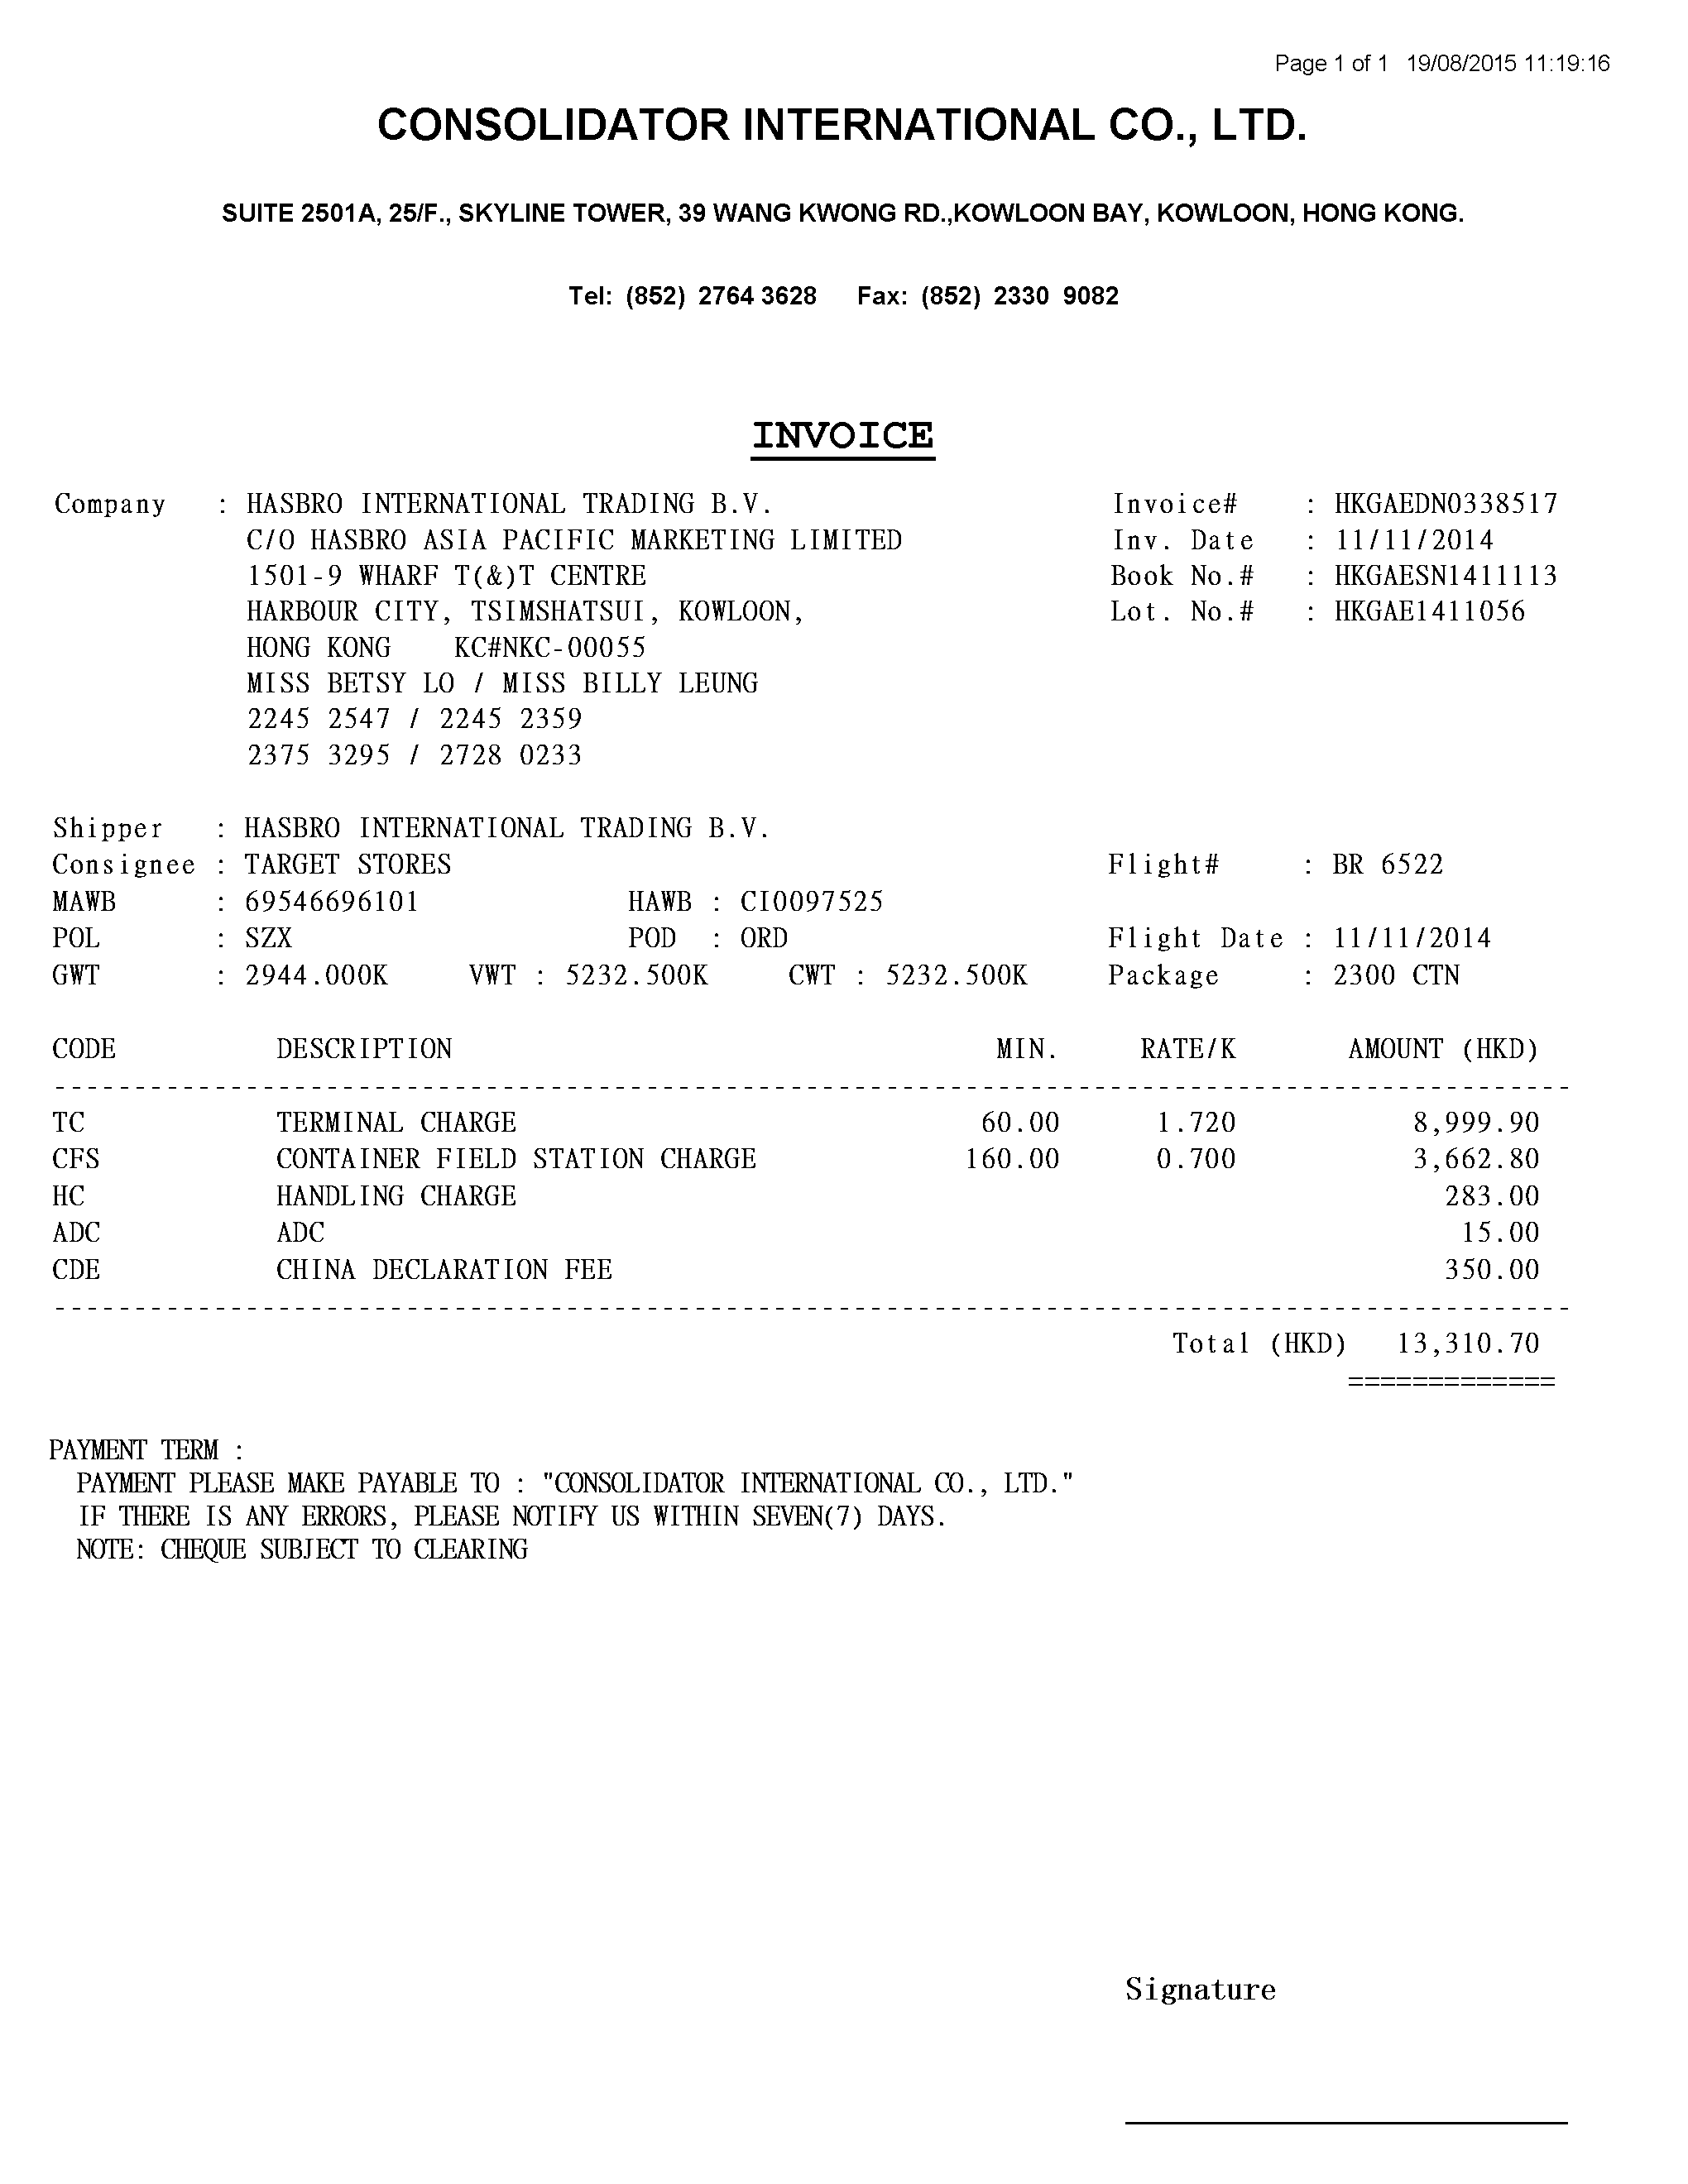 Page 1 of 1 19/08/2015 11:19:16
CONSOLIDATOR INTERNATIONAL CO., LTD.
SUITE 2501A, 25/F., SKYLINE TOWER, 39 WANG KWONG RD.,KOWLOON BAY, KOWLOON, HONG KONG.
Tel: (852) 2764 3628 Fax: (852) 2330 9082
INVOICE
Company : HASBRO INTERNATIONAL TRADING B.V. Invoice# : HKGAEDN0338517
C/O HASBRO ASIA PACIFIC MARKETING LIMITED Inv. Date : 11/11/2014
1501-9 WHARF T(&)T CENTRE Book No.# : HKGAESN1411113
HARBOUR CITY, TSIMSHATSUI, KOWLOON, Lot. No.# : HKGAE1411056
HONG KONG KC#NKC-00055
MISS BETSY LO / MISS BILLY LEUNG
2245 2547 / 2245 2359
2375 3295 / 2728 0233
Shipper : HASBRO INTERNATIONAL TRADING B.V.
Consignee : TARGET STORES Flight# : BR 6522
MAWB : 69546696101 HAWB : CI0097525
POL : SZX POD : ORD Flight Date : 11/11/2014
GWT : 2944.000K VWT : 5232.500K CWT : 5232.500K Package : 2300 CTN
CODE DESCRIPTION MIN. RATE/K AMOUNT (HKD)
TC TERMINAL CHARGE 60.00 1.720 8,999.90
CFS CONTAINER FIELD STATION CHARGE 160.00 0.700 3,662.80
HC HANDLING CHARGE 283.00
ADC ADC 15.00
CDE CHINA DECLARATION FEE 350.00
Total (HKD) 13,310.70
=============
PAYMENT TERM :
PAYMENT PLEASE MAKE PAYABLE TO : "CONSOLIDATOR INTERNATIONAL CO., LTD."
IF THERE IS ANY ERRORS, PLEASE NOTIFY US WITHIN SEVEN(7) DAYS.
NOTE: CHEQUE SUBJECT TO CLEARING
Signature